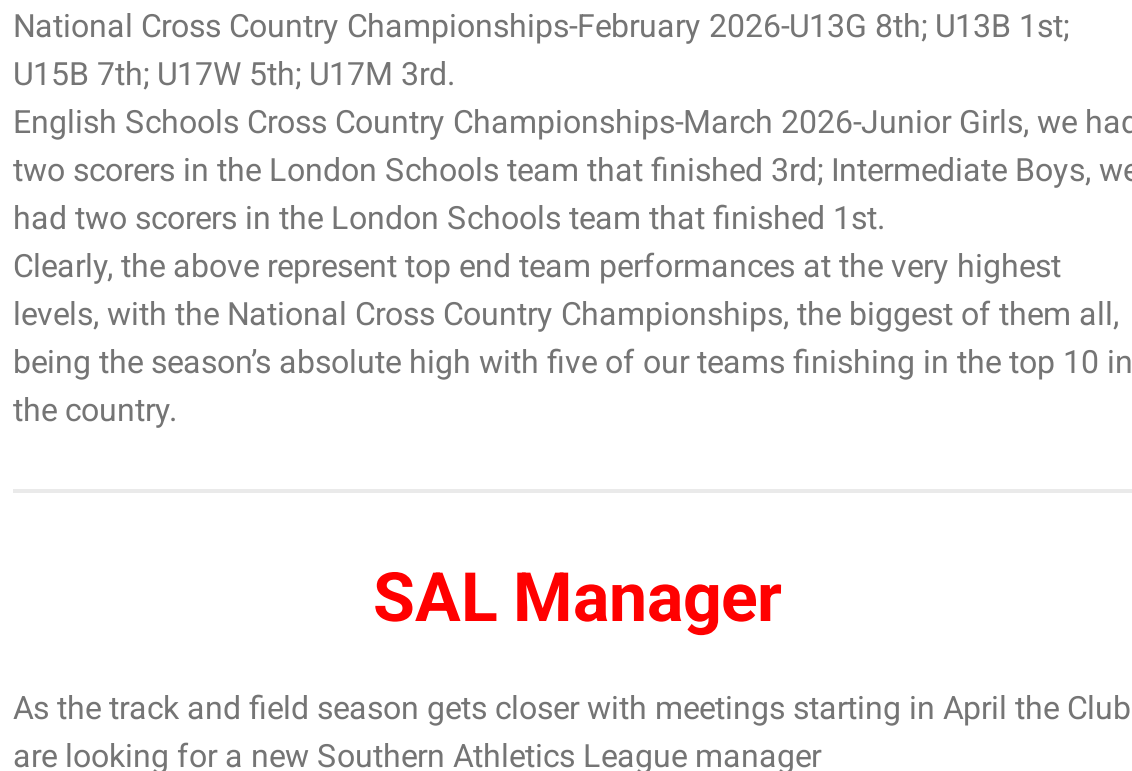 National Cross Country Championships-February 2026-U13G 8th; U13B 1st;
U15B 7th; U17W 5th; U17M 3rd.
English Schools Cross Country Championships-March 2026-Junior Girls, we had
two scorers in the London Schools team that finished 3rd; Intermediate Boys, we
had two scorers in the London Schools team that finished 1st.
Clearly, the above represent top end team performances at the very highest
levels, with the National Cross Country Championships, the biggest of them all,
being the season’s absolute high with five of our teams finishing in the top 10 in
the country.
SAL Manager
As the track and field season gets closer with meetings starting in April the Club
are looking for a new Southern Athletics League manager